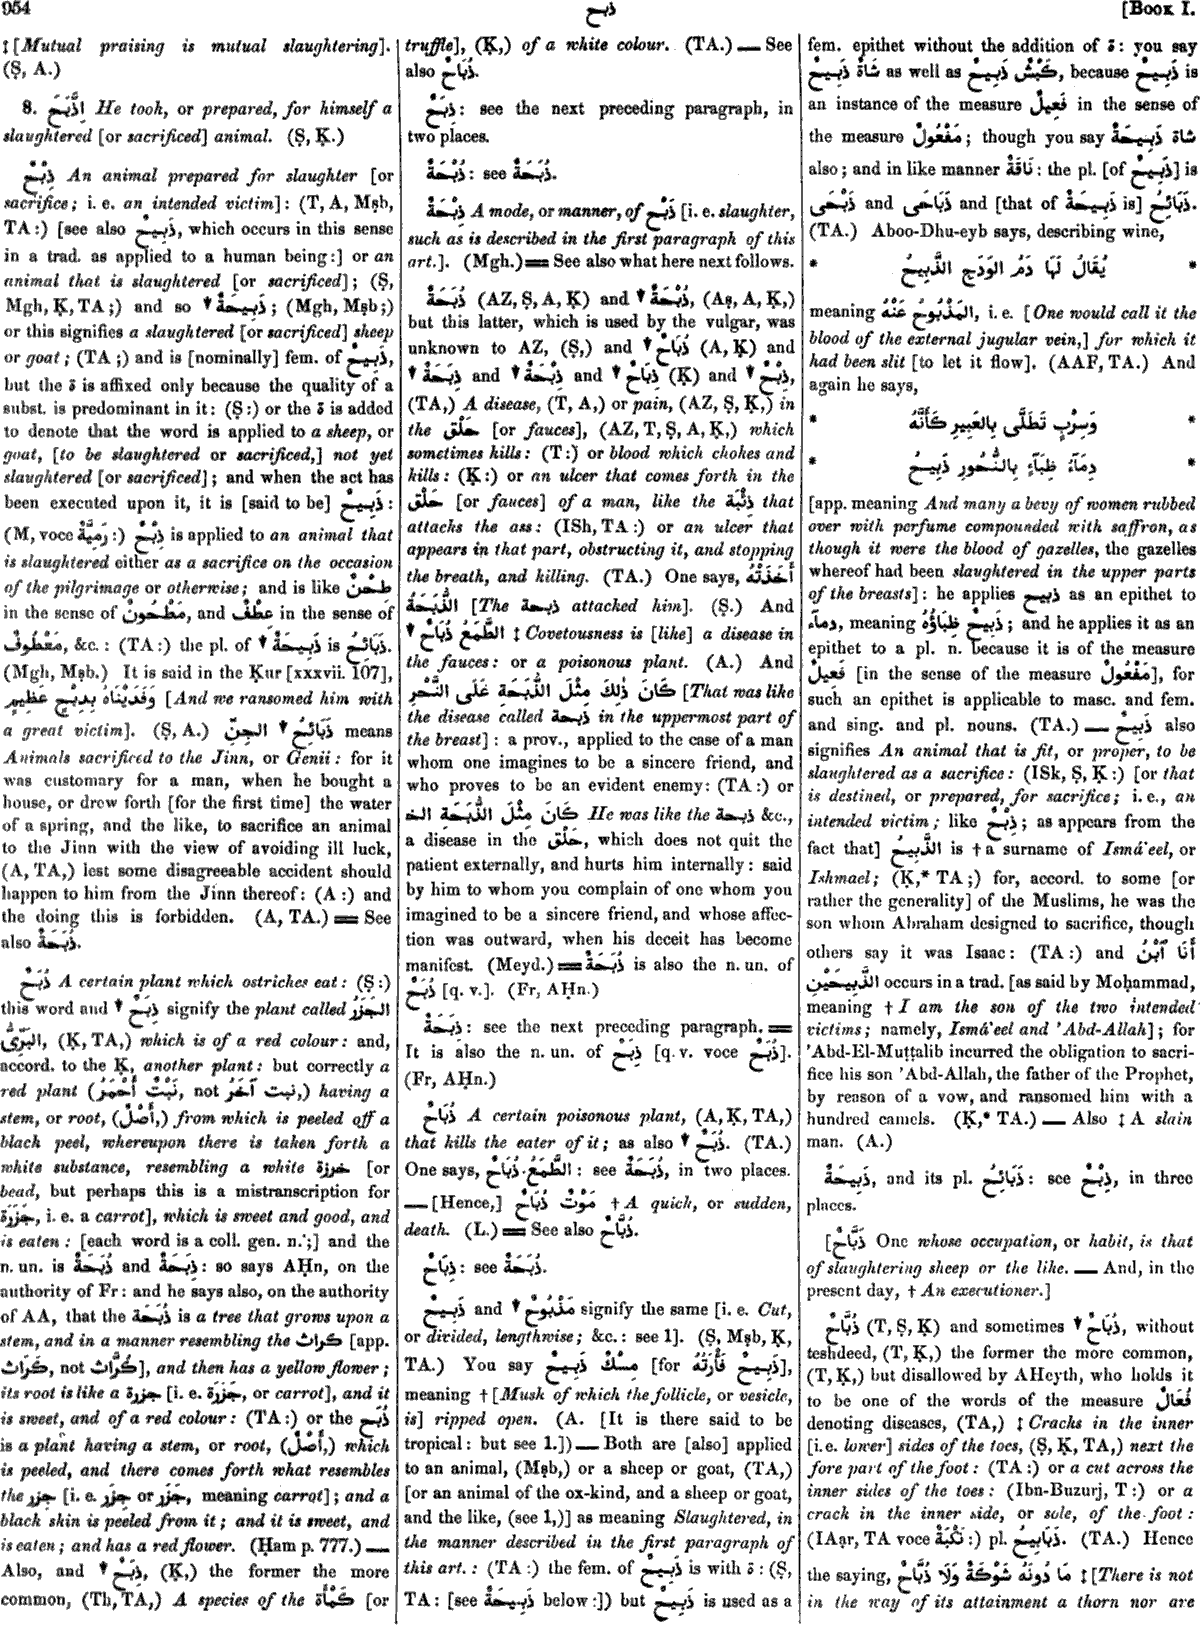 954
ذبح
[BOOK I.
‡ [Mutual praising is mutual slaughtering].
(Ṣ, A.)
8. اِذَّبَحَ He took, or prepared, for himself a
slaughtered [or sacrificed] animal. (Ṣ, Ḳ.)
ذِبْحٌ An animal prepared for slaughter [or
sacrifice; i. e. an intended victim]: (T, A, Mṣb,
TA:) [see also ذَبِيحٌ, which occurs in this sense
in a trad. as applied to a human being:] or an
animal that is slaughtered [or sacrificed]; (Ṣ,
Mgh, Ḳ, TA;) and so ▼ ذَبِيحَةٌ; (Mgh, Mṣb;)
or this signifies a slaughtered [or sacrificed] sheep
or goat; (TA;) and is [nominally] fem. of ذَبِيحٌ,
but the ة is affixed only because the quality of a
subst. is predominant in it: (Ṣ:) or the ة is added
to denote that the word is applied to a sheep, or
goat, [to be slaughtered or sacrificed,] not yet
slaughtered [or sacrificed]; and when the act has
been executed upon it, it is [said to be] ذَبِيحٌ:
(M, voce رَمِيَّةٌ:) ذِبْحٌ is applied to an animal that
is slaughtered either as a sacrifice on the occasion
of the pilgrimage or otherwise; and is like طِحْنٌ
in the sense of مَطْحُونٌ, and عِطْفٌ in the sense of
مَعْطُوفٌ, &c.: (TA:) the pl. of ▼ ذَبِيحَةٌ is ذَبَائِحُ.
(Mgh, Mṣb.) It is said in the Ḳur [xxxvii. 107],
وَفَدَيْنَاهُ بِذِبْحٍ عَظِيمٍ [And we ransomed him with
a great victim]. (Ṣ, A.) ▼ ذَبَائِحُ الجِنِّ means
Animals sacrificed to the Jinn, or Genii: for it
was customary for a man, when he bought a
house, or drew forth [for the first time] the water
of a spring, and the like, to sacrifice an animal
to the Jinn with the view of avoiding ill luck,
(A, TA,) lest some disagreeable accident should
happen to him from the Jinn thereof: (A:) and
the doing this is forbidden. (A, TA.) == See
also ذُبَحَةٌ.
ذُبَحٌ A certain plant which ostriches eat: (Ṣ:)
this word and ▼ ذِبَحٌ signify the plant called الجَزَرُ
البَرِّىُّ, (Ḳ, TA,) which is of a red colour: and,
accord. to the Ḳ, another plant: but correctly a
red plant (نَبْتٌ أَحْمَرُ, not نبت آخَرُ,) having a
stem, or root, (أَصْلٌ,) from which is peeled off a
black peel, whereupon there is taken forth a
white substance, resembling a white خرزة [or
bead, but perhaps this is a mistranscription for
جَزَرَة, i. e. a carrot], which is sweet and good, and
is eaten: [each word is a coll. gen. n.;] and the
n. un. is ذُبَحَةٌ and ذِبَحَةٌ: so says AḤn, on the
authority of Fr: and he says also, on the authority
of AA, that the ذُبَحَة is a tree that grows upon a
stem, and in a manner resembling the كراث [app.
كَرَاث, not كُرَّاث], and then has a yellow flower;
its root is like a جزرة [i. e. جَزَرَة, or carrot], and it
is sweet, and of a red colour: (TA:) or the ذُبَح
is a plant having a stem, or root, (أَصْلٌ,) which
is peeled, and there comes forth what resembles
the جزر [i. e. جِزَر or جَزَر, meaning carrot]; and a
black skin is peeled from it; and it is sweet, and
is eaten; and has a red flower. (Ḥam p. 777.) —
Also, and ▼ ذِبَحٌ, (Ḳ,) the former the more
common, (Th, TA,) A species of the كَمْأَة [or
truffle], (Ḳ,) of a white colour. (TA.) — See
also ذُبَاحٌ.
ذِبَحٌ: see the next preceding paragraph, in
two places.
ذُبْحَةٌ: see ذُبَحَةٌ.
ذِبْحَةٌ A mode, or manner, of ذَبْح [i. e. slaughter,
such as is described in the first paragraph of this
art.]. (Mgh.) == See also what here next follows.
ذُبَحَةٌ (AZ, Ṣ, A, Ḳ) and ▼ ذُبْحَةٌ, (Aṣ, A, Ḳ,)
but this latter, which is used by the vulgar, was
unknown to AZ, (Ṣ,) and ▼ ذُبَاحٌ (A, Ḳ) and
▼ ذِبَحَةٌ and ▼ ذِبْحَةٌ and ▼ ذِبَاحٌ (Ḳ) and ▼ ذِبْحٌ,
(TA,) A disease, (T, A,) or pain, (AZ, Ṣ, Ḳ,) in
the حَلْق [or fauces], (AZ, T, Ṣ, A, Ḳ,) which
sometimes kills: (T:) or blood which chokes and
kills: (Ḳ:) or an ulcer that comes forth in the
حَلْق [or fauces] of a man, like the ذِئْبَة that
attacks the ass: (ISh, TA:) or an ulcer that
appears in that part, obstructing it, and stopping
the breath, and killing. (TA.) One says, أَخَذَتْهُ
الذُّبَحَةُ [The ذبحة attacked him]. (Ṣ.) And
▼ الطَّمَعُ ذُبَاحٌ ‡ Covetousness is [like] a disease in
the fauces: or a poisonous plant. (A.) And
كَانَ ذٰلِكَ مِثْلَ الذُّبَحَةِ عَلَى النَّحْرِ [That was like
the disease called ذبحة in the uppermost part of
the breast]: a prov., applied to the case of a man
whom one imagines to be a sincere friend, and
who proves to be an evident enemy: (TA:) or
كَانَ مِثْلَ الذُّبَحَةِ الخ He was like the ذبحة &c.,
a disease in the حَلْق, which does not quit the
patient externally, and hurts him internally: said
by him to whom you complain of one whom you
imagined to be a sincere friend, and whose affec-
tion was outward, when his deceit has become
manifest. (Meyd.) == ذُبَحَةٌ is also the n. un. of
ذُبَحٌ [q. v.]. (Fr, AḤn.)
ذِبَحَةٌ: see the next preceding paragraph. ==
It is also the n. un. of ذِبَحٌ [q. v. voce ذُبَحٌ].
(Fr, AḤn.)
ذُبَاحٌ A certain poisonous plant, (A, Ḳ, TA,)
that kills the eater of it; as also ▼ ذُبَحٌ. (TA.)
One says, الطَّمَعُ ذُبَاحٌ: see ذُبَحَةٌ, in two places.
— [Hence,] مَوْتٌ ذُبَاحٌ † A quick, or sudden,
death. (L.) == See also ذُبَّاحٌ.
ذِبَاحٌ: see ذُبَحَةٌ.
ذَبِيحٌ and ▼ مَذْبُوحٌ signify the same [i. e. Cut,
or divided, lengthwise; &c.: see 1]. (Ṣ, Mṣb, Ḳ,
TA.) You say مِسْكٌ ذَبِيحٌ [for ذَبِيحٌ فَأْرَتُهُ],
meaning † [Musk of which the follicle, or vesicle,
is] ripped open. (A. [It is there said to be
tropical: but see 1.]) — Both are [also] applied
to an animal, (Mṣb,) or a sheep or goat, (TA,)
[or an animal of the ox-kind, and a sheep or goat,
and the like, (see 1,)] as meaning Slaughtered, in
the manner described in the first paragraph of
this art.: (TA:) the fem. of ذَبِيحٌ is with ة: (Ṣ,
TA: [see ذَبِيحَةٌ below:]) but ذَبِيحٌ is used as a
fem. epithet without the addition of ة: you say
شَاةٌ ذَبِيحٌ as well as كَبْشٌ ذَبِيحٌ, because ذَبِيحٌ is
an instance of the measure فَعِيلٌ in the sense of
the measure مَفْعُولٌ; though you say شاة ذَبِيحَةٌ
also; and in like manner نَاقَةٌ: the pl. [of ذَبِيحٌ] is
ذَبْحَى and ذَبَاحَى and [that of ذَبِيحَةٌ is] ذَبَائِحُ.
(TA.) Aboo-Dhu-eyb says, describing wine,
* يُقَالُ لَهَا دَمُ الوَدَجِ الذَّبِيحُ *
meaning المَذْبُوحُ عَنْهُ, i. e. [One would call it the
blood of the external jugular vein,] for which it
had been slit [to let it flow]. (AAF, TA.) And
again he says,
* وَسِرْبٍ تَطَلَّى بِالعَبِيرِ كَأَنَّهُ *
* دِمَآءُ ظِبَآءٍ بِالنُّحُورِ ذَبِيحُ *
[app. meaning And many a bevy of women rubbed
over with perfume compounded with saffron, as
though it were the blood of gazelles, the gazelles
whereof had been slaughtered in the upper parts
of the breasts]: he applies ذبيح as an epithet to
دمآء, meaning ذَبِيحٌ ظِبَاؤُهُ; and he applies it as an
epithet to a pl. n. because it is of the measure
فَعِيلٌ [in the sense of the measure مَفْعُولٌ], for
such an epithet is applicable to masc. and fem.
and sing. and pl. nouns. (TA.) — ذَبِيحٌ also
signifies An animal that is fit, or proper, to be
slaughtered as a sacrifice: (ISk, Ṣ, Ḳ:) [or that
is destined, or prepared, for sacrifice; i. e., an
intended victim; like ذِبْحٌ; as appears from the
fact that] الذَّبِيحُ is † a surname of Ismá'eel, or
Ishmael; (Ḳ,* TA;) for, accord. to some [or
rather the generality] of the Muslims, he was the
son whom Abraham designed to sacrifice, though
others say it was Isaac: (TA:) and أَنَا ٱبْنُ
الذَّبِيحَيْنِ occurs in a trad. [as said by Moḥammad,
meaning † I am the son of the two intended
victims; namely, Ismá'eel and 'Abd-Allah]; for
'Abd-El-Muṭṭalib incurred the obligation to sacri-
fice his son 'Abd-Allah, the father of the Prophet,
by reason of a vow, and ransomed him with a
hundred camels. (Ḳ,* TA.) — Also ‡ A slain
man. (A.)
ذَبِيحَةٌ, and its pl. ذَبَائِحُ: see ذِبْحٌ, in three
places.
[ذَبَّاحٌ One whose occupation, or habit, is that
of slaughtering sheep or the like. — And, in the
present day, † An executioner.]
ذُبَّاحٌ (T, Ṣ, Ḳ) and sometimes ▼ ذُبَاحٌ, without
teshdeed, (T, Ḳ,) the former the more common,
(T, Ḳ,) but disallowed by AHeyth, who holds it
to be one of the words of the measure فُعَالٌ
denoting diseases, (TA,) ‡ Cracks in the inner
[i. e. lower] sides of the toes, (Ṣ, Ḳ, TA,) next the
fore part of the foot: (TA:) or a cut across the
inner sides of the toes: (Ibn-Buzurj, T:) or a
crack in the inner side, or sole, of the foot:
(IAạr, TA voce نَكْبَةٌ:) pl. ذَبَابِيحُ. (TA.) Hence
the saying, مَا دُونَهُ شَوْكَةٌ وَلَا ذُبَّاحٌ ‡ [There is not
in the way of its attainment a thorn nor are